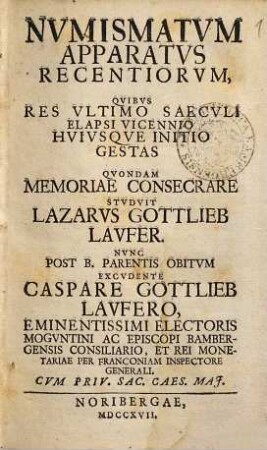 NVMISMATVM
APPARATVS
RECENTIORVM,
QVIBVS
RES VLTIMO SAECVLI
ELAPSI VICENNIO
HVIVSQVE INITIO
GESTAS
QVONDAM
MEMORIAE CONSECRARE
STVDVIT
LAZARVS GOTTLIEB
LAVFER.
NVNC
POST B. PARENTIS OBITVM
EXCVDENTE
CASPARE GOTTLIEB
LAVFERO,
EMINENTISSIMI ELECTORIS
MOGVNTINI AC EPISCOPI BAMBER-
GENSIS CONSILIARIO, ET REI MONE-
TARIAE PER FRANCONIAM INSPECTORE
GENERALI.
CVM PRIV. SAC. CAES. MAJ.
NORIBERGAE,
MDCCXVII.